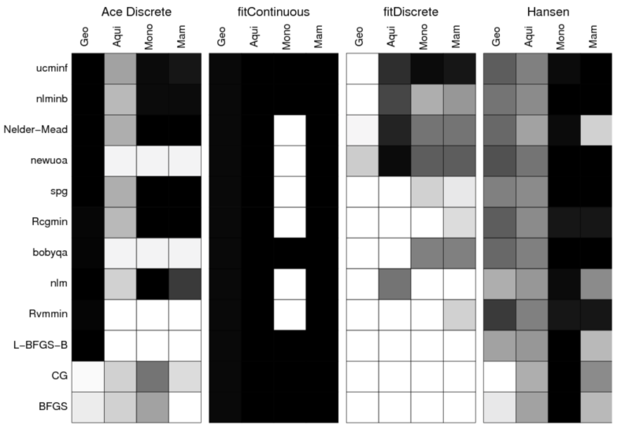 Ace Discrete fitContinuous fitDiscrete Hansen
Geo Aqui Mono Mam Geo Aqui Mono Mam Geo Aqui Mono Mam Geo Aqui Mono Mam
ucminf
nlminb
Nelder-Mead
newuoa
spg
Rcgmin
bobyqa
nlm
Rvmmin
L-BFGS-B
CG
BFGS